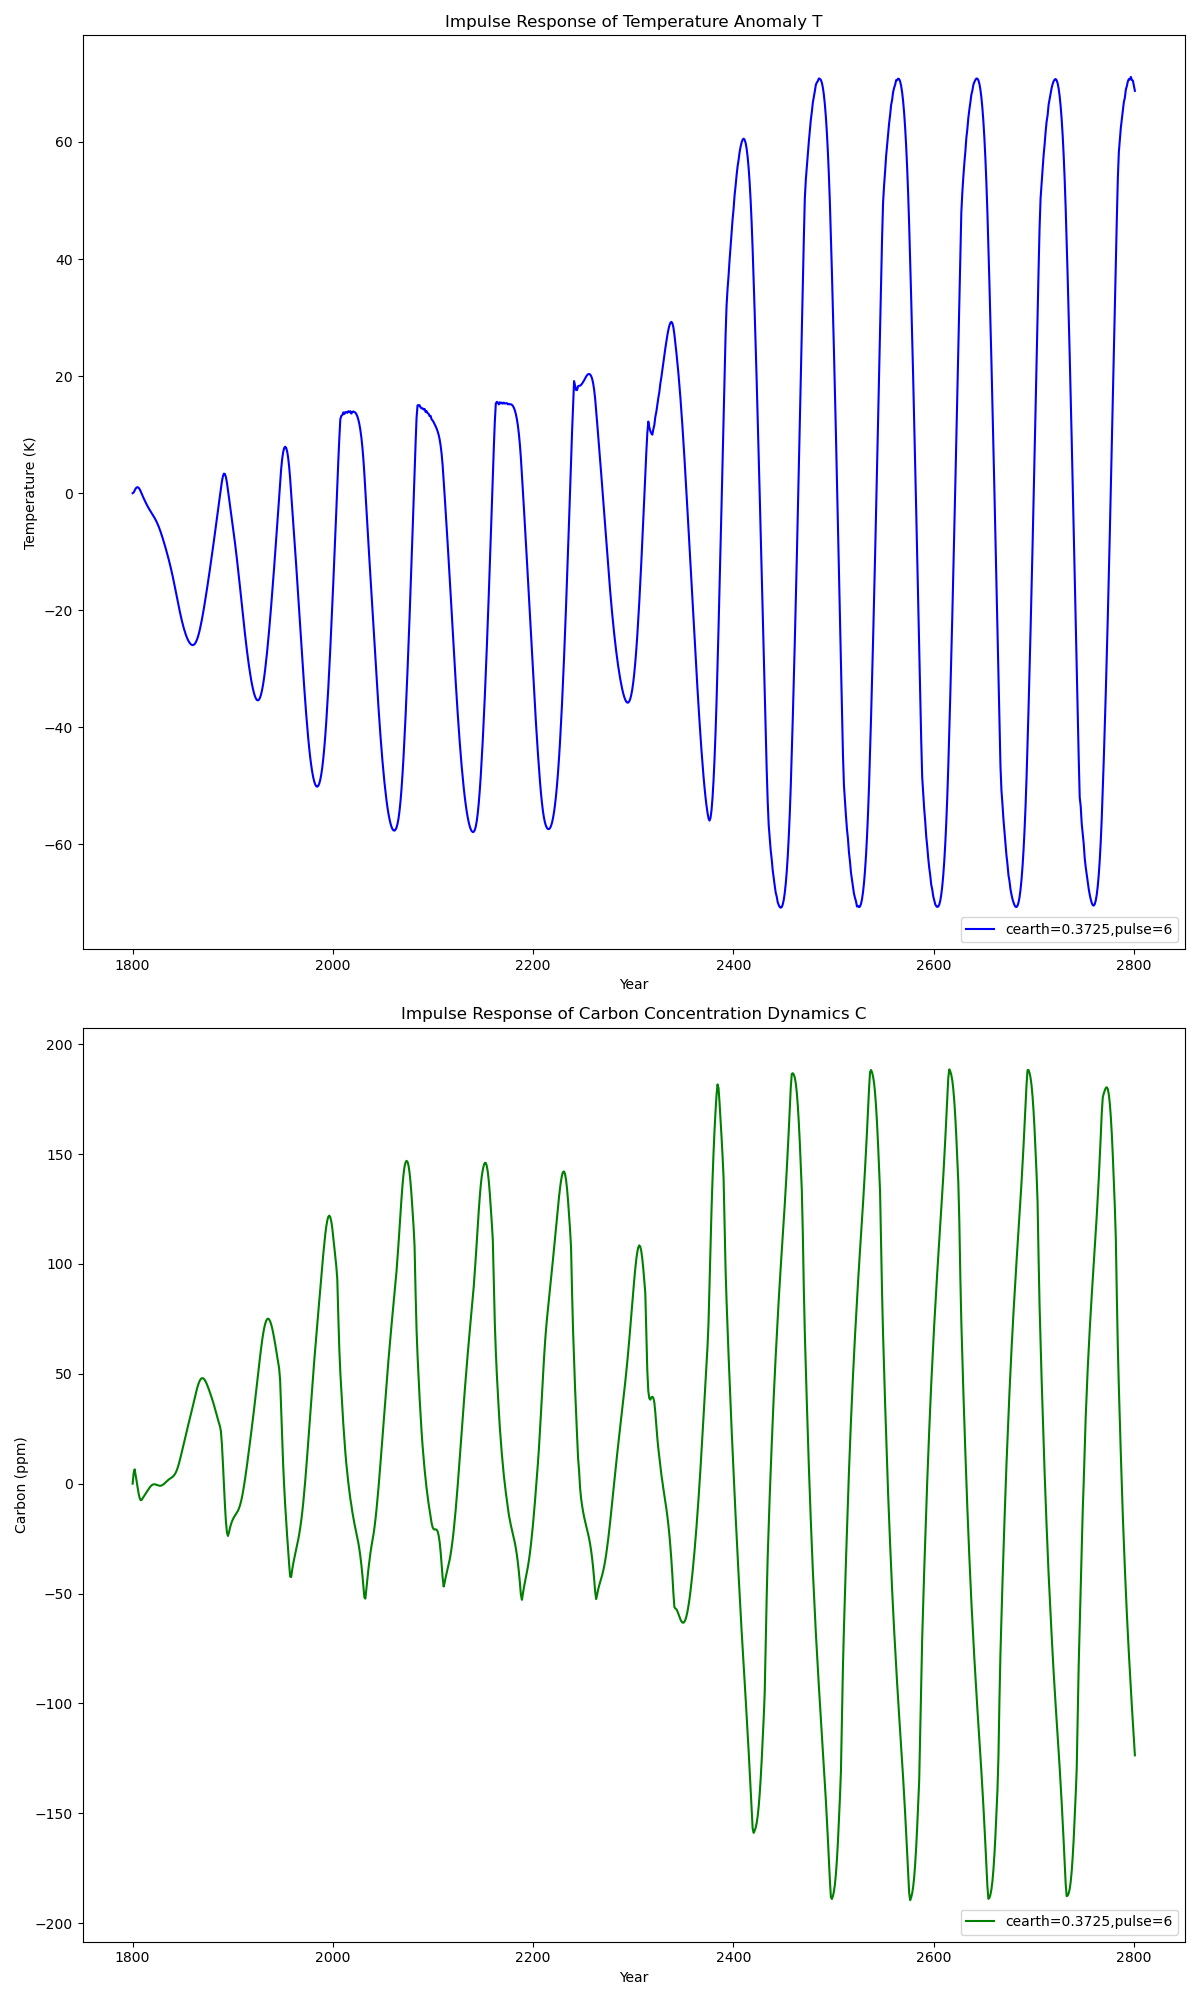 Impulse Response of Temperature Anomaly T
60
40
20
0
−20
−40
−60
Temperature (K)
1800 2000 2200 2400 2600 2800
Year
cearth=0.3725,pulse=6
Impulse Response of Carbon Concentration Dynamics C
200
150
100
50
0
−50
−100
−150
−200
Carbon (ppm)
1800 2000 2200 2400 2600 2800
Year
cearth=0.3725,pulse=6